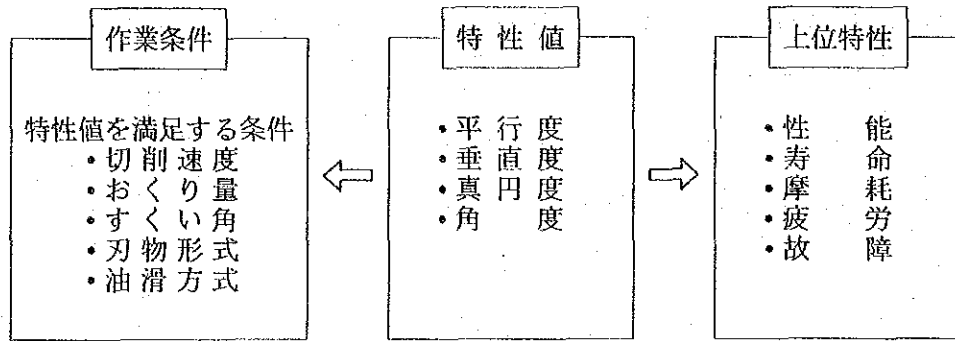 作業条件
特性値を満足する条件
・切削速度
・おくり量
・すくい角
・刃物形式
・油滑方式
特性値
・平行度
・垂直度
・真円度
・角度
上位特性
・性能
・寿命
・摩耗
・疲労
・故障